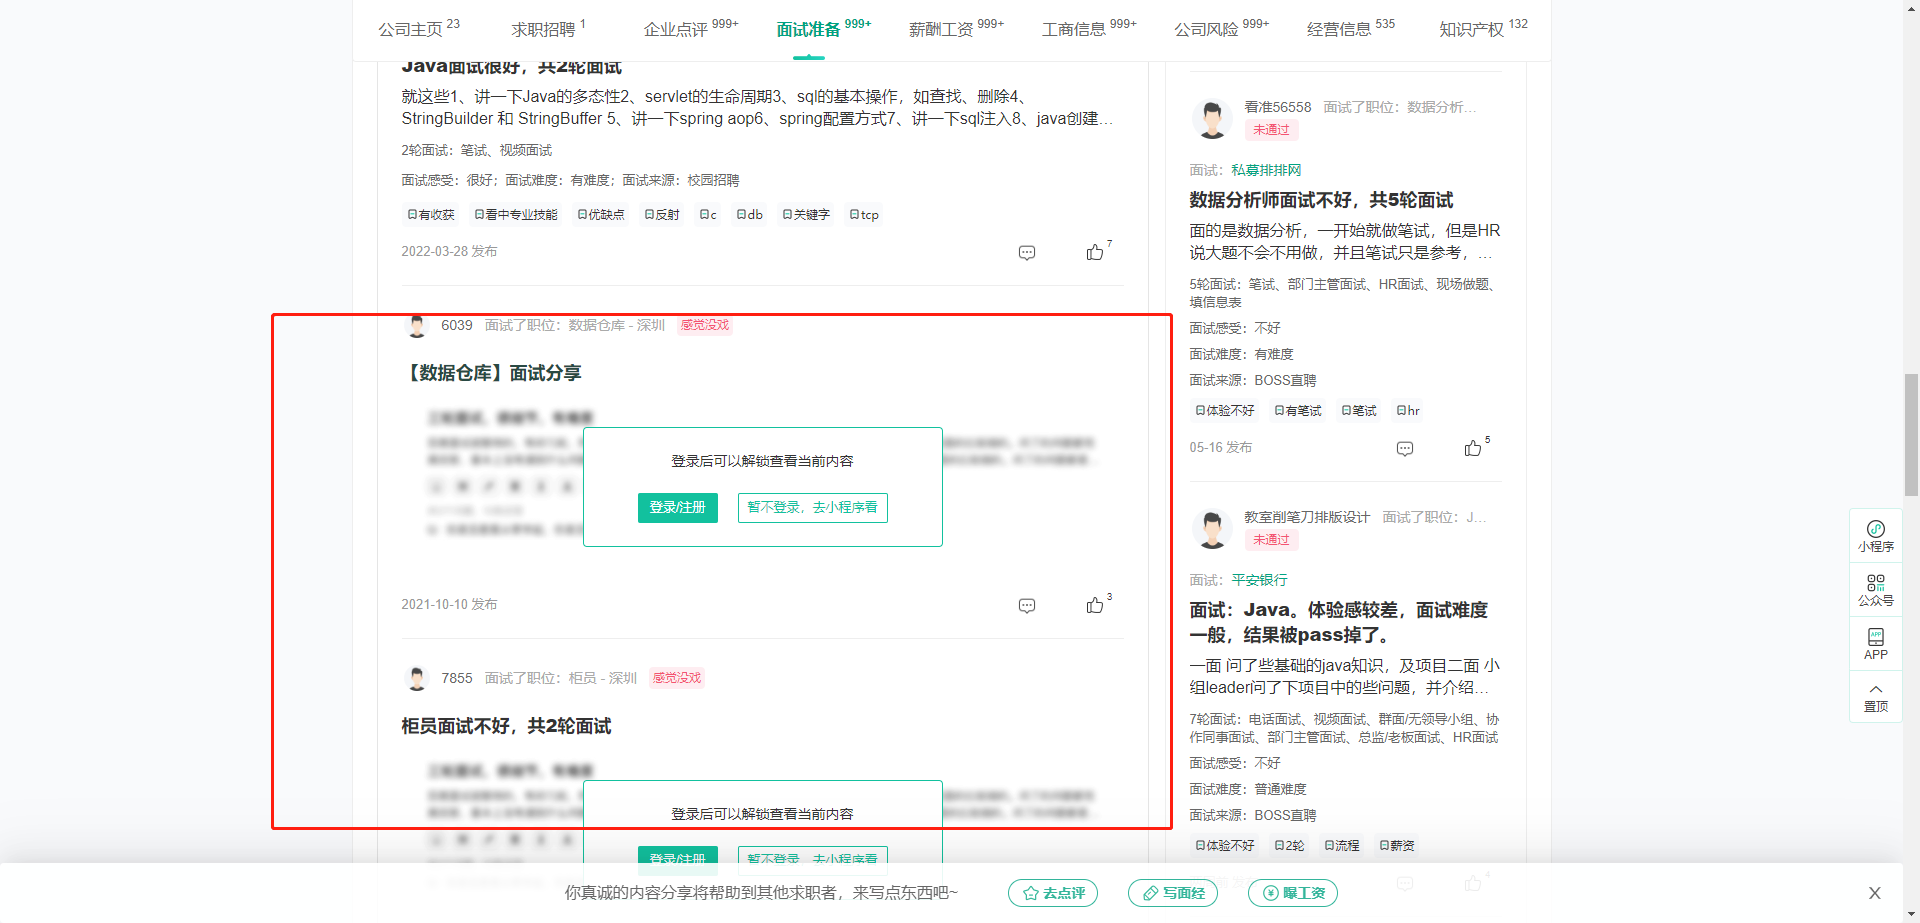 公司主页 23
求职招聘 1
企业点评 999+
面试准备 999+
薪酬工资 999+
工商信息 999+
公司风险 999+
经营信息 535
知识产权 132
Java面试很好，共2轮面试
就这些1、讲一下Java的多态性2、servlet的生命周期3、sql的基本操作，如查找、删除4、
StringBuilder 和 StringBuffer 5、讲一下spring aop6、spring配置方式7、讲一下sql注入8、java创建…
2轮面试：笔试、视频面试
面试感受：很好；面试难度：有难度；面试来源：校园招聘
有收获 看中专业技能 优缺点 反射 c db 关键字 tcp
2022-03-28 发布 7
6039 面试了职位：数据仓库 - 深圳 感觉没戏
【数据仓库】面试分享
登录后可以解锁查看当前内容
登录/注册 暂不登录，去小程序看
2021-10-10 发布 3
7855 面试了职位：柜员 - 深圳 感觉没戏
柜员面试不好，共2轮面试
登录后可以解锁查看当前内容
登录/注册 暂不登录，去小程序看
看准56558 面试了职位：数据分析…
未通过
面试：私募排排网
数据分析师面试不好，共5轮面试
面的是数据分析，一开始就做笔试，但是HR
说大题不会不用做，并且笔试只是参考，…
5轮面试：笔试、部门主管面试、HR面试、现场做题、
填信息表
面试感受：不好
面试难度：有难度
面试来源：BOSS直聘
体验不好 有笔试 笔试 hr
05-16 发布 5
教室削笔刀排版设计 面试了职位：J…
未通过
面试：平安银行
面试：Java。体验感较差，面试难度
一般，结果被pass掉了。
一面 问了些基础的java知识，及项目二面 小
组leader问了下项目中的些问题，并介绍…
7轮面试：电话面试、视频面试、群面/无领导小组、协
作同事面试、部门主管面试、总监/老板面试、HR面试
面试感受：不好
面试难度：普通难度
面试来源：BOSS直聘
体验不好 2轮 流程 薪资
小程序
公众号
APP
APP
置顶
你真诚的内容分享将帮助到其他求职者，来写点东西吧~
去点评
写面经
曝工资
X